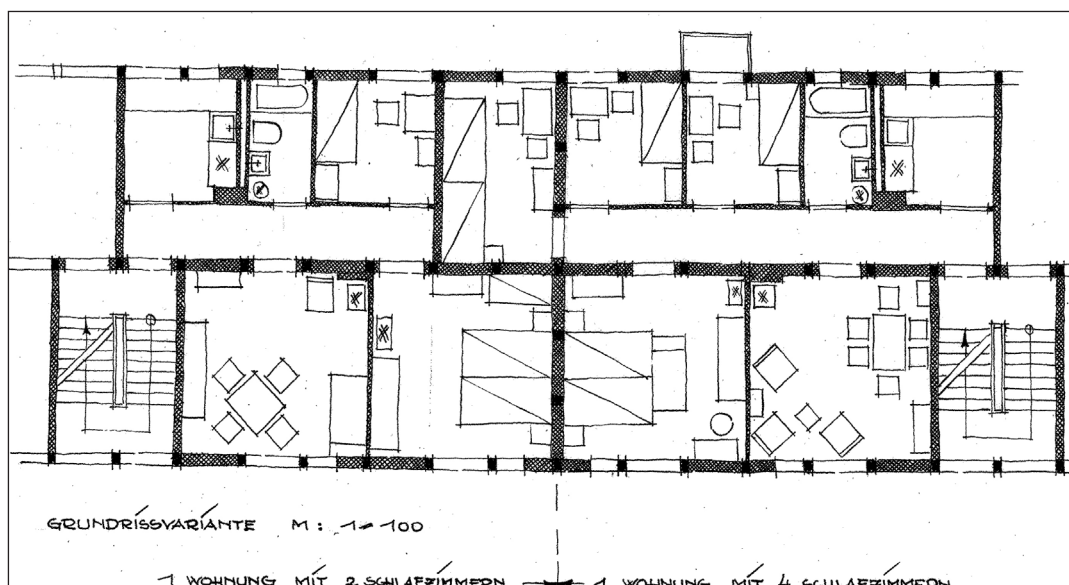 GRUNDRISSVARIANTE M: 1-100
1 WOHNUNG MIT 2 SCHLAFZIMMERN 1 WOHNUNG MIT 4 SCHLAFZIMMERN